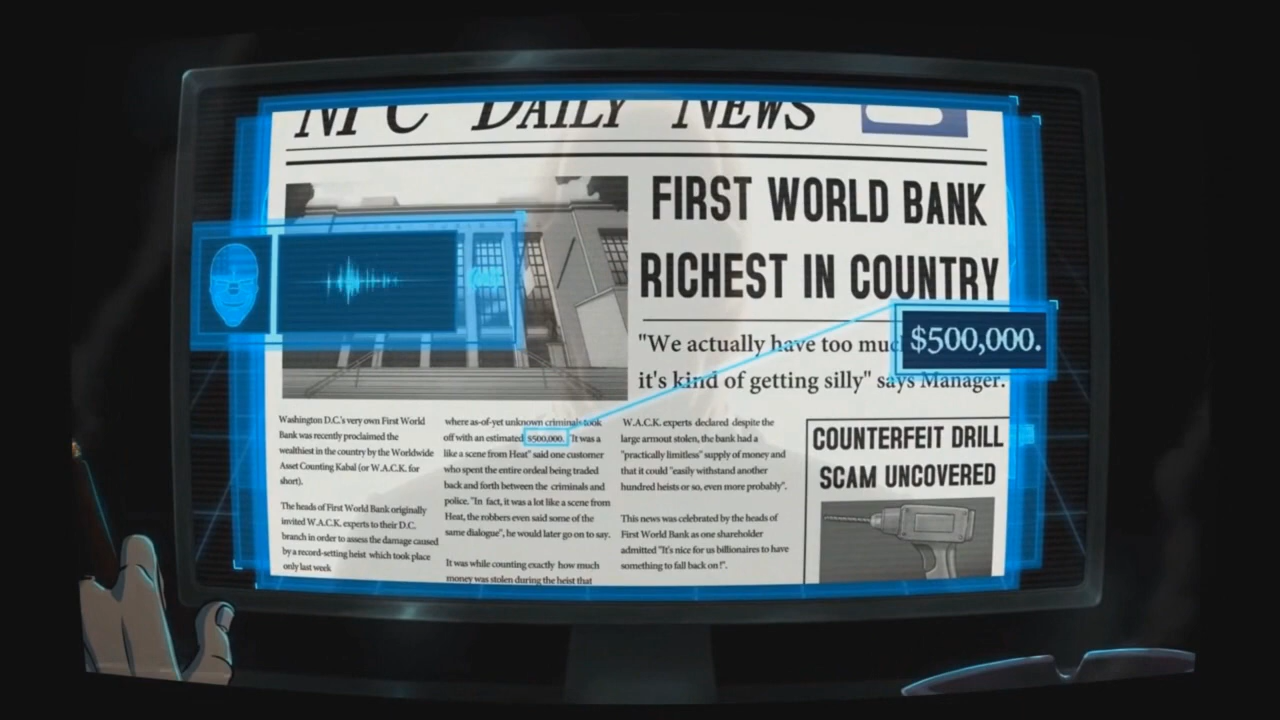 NFC DAILY NEWS
FIRST WORLD BANK
RICHEST IN COUNTRY
"We actually have too muc
it's kind of getting silly" says Manager.
$500,000.
Washington D.C.'s very own First World
Bank was recently proclaimed the
wealthiest in the country by the Worldwide
Asset Counting Kabal (or W.A.C.K. for
short).
The heads of First World Bank originally
invited W.A.C.K. experts to their D.C.
branch in order to assess the damage caused
by a record-setting heist which took place
only last week
where as-of-yet unknown criminals took
off with an estimated $500,000. "It was a
like a scene from Heat" said one customer
who spent the entire ordeal being traded
back and forth between the criminals and
police. "In fact, it was a lot like a scene from
Heat, the robbers even said some of the
same dialogue", he would later go on to say.
It was while counting exactly how much
money was stolen during the heist that
W.A.C.K. experts declared despite the
large armout stolen, the bank had a
"practically limitless" supply of money and
that it could "easily withstand another
hundred heists or so, even more probably".
This news was celebrated by the heads of
First World Bank as one shareholder
admitted "It's nice for us billionaires to have
something to fall back on!".
COUNTERFEIT DRILL
SCAM UNCOVERED